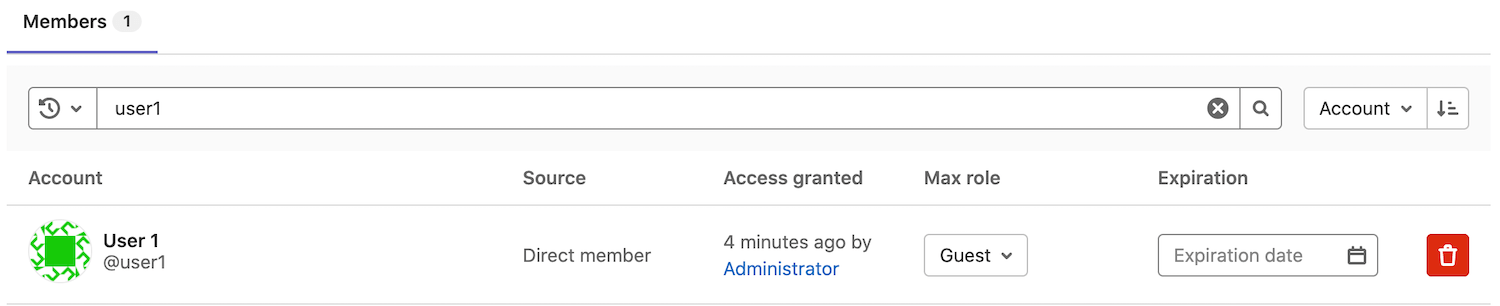 Members 1
user1 Account
Account Source Access granted Max role Expiration
User 1
@user1
Direct member
4 minutes ago by
Administrator
Guest
Expiration date